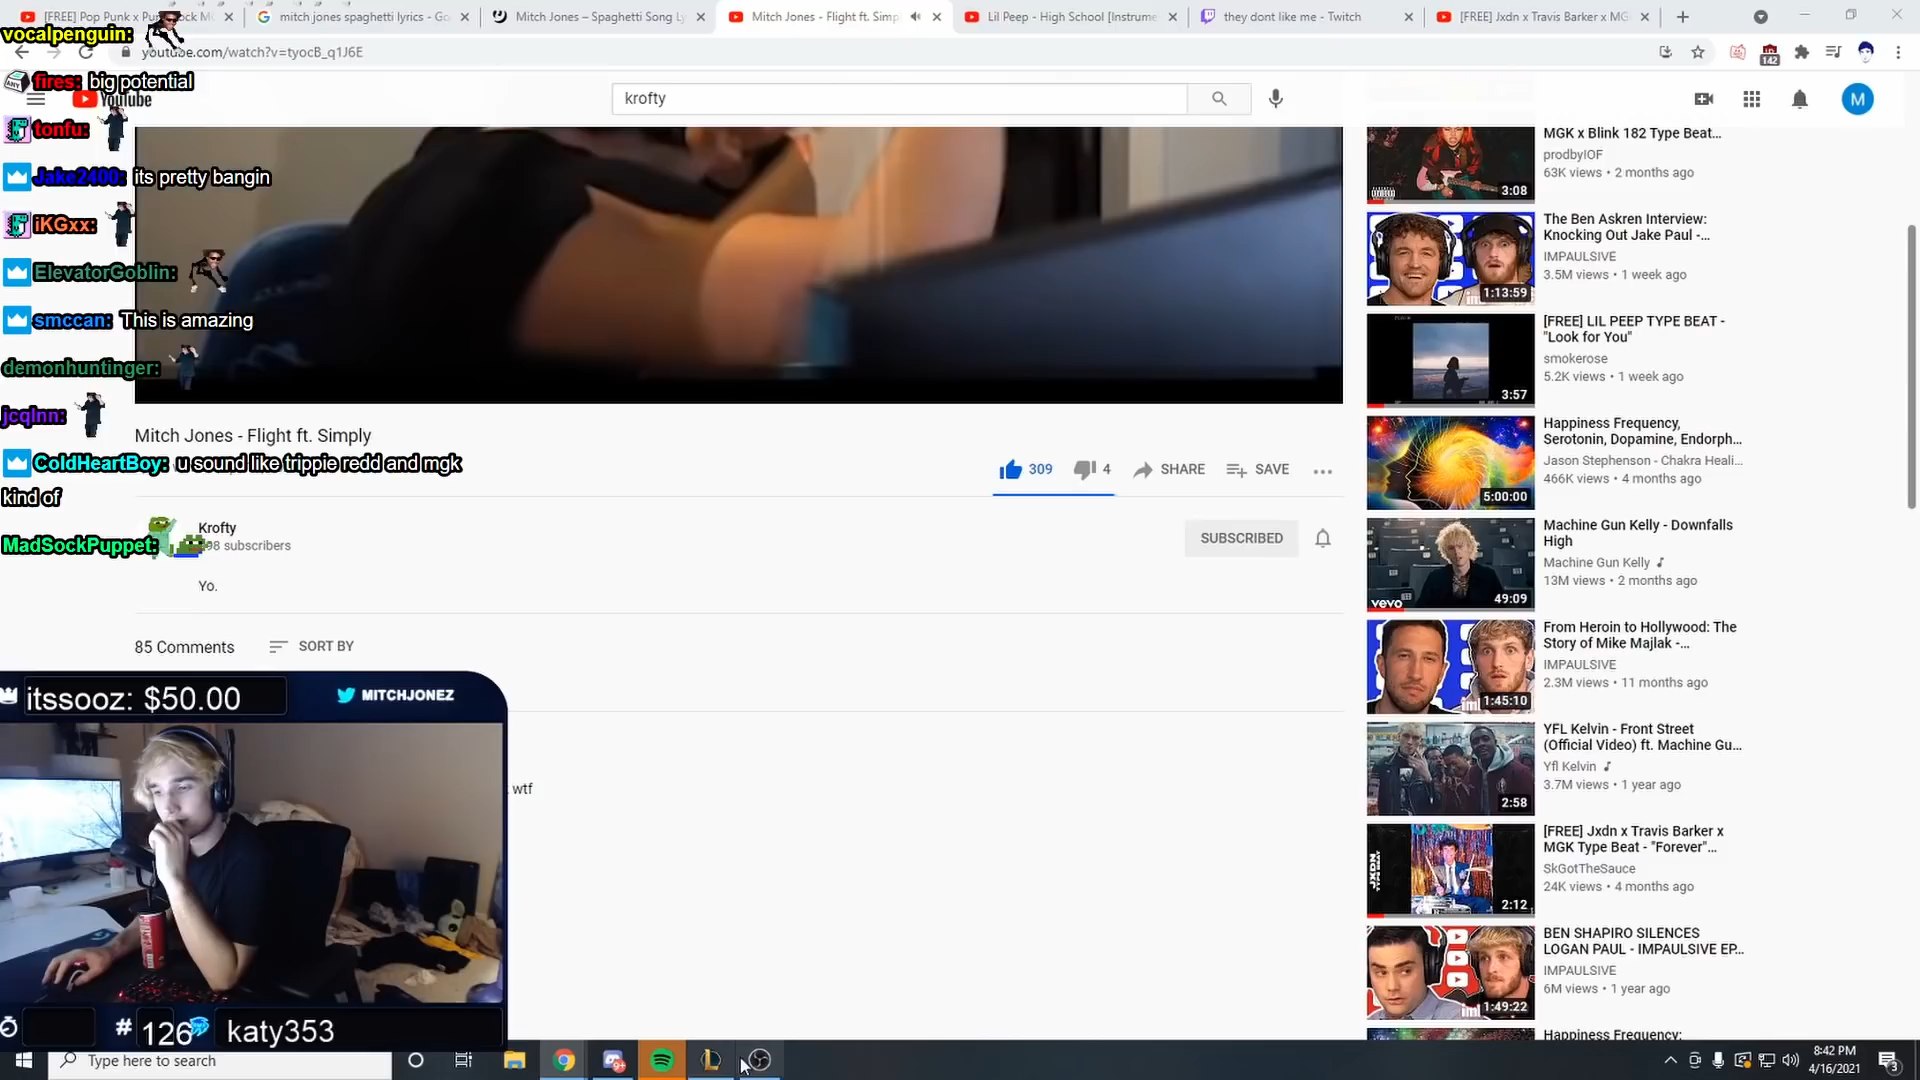 [FREE] Pop Punk x Pu
mitch jones spaghetti lyrics - Go
Mitch Jones – Spaghetti Song Ly
Mitch Jones - Flight ft. Simp
Lil Peep - High School [Instrume
they dont like me - Twitch
[FREE] Jxdn x Travis Barker x MG
youtube.com/watch?v=tyocB_q1J6E
142
YouTube
krofty
M
vocalpenguin:
fires: big potential
tonfu:
Jake2400: its pretty bangin
iKGxx:
ElevatorGoblin:
smccan: This is amazing
demonhuntinger:
jcqlnn:
ColdHeartBoy: u sound like trippie redd and mgk
kind of
MadSockPuppet:
Mitch Jones - Flight ft. Simply
309
4
SHARE
SAVE
Krofty
98 subscribers
SUBSCRIBED
Yo.
85 Comments
SORT BY
wtf
itssooz: $50.00
MITCHJONEZ
# 126
katy353
MGK x Blink 182 Type Beat...
prodbyIOF
63K views • 2 months ago
3:08
The Ben Askren Interview:
Knocking Out Jake Paul -...
IMPAULSIVE
3.5M views • 1 week ago
1:13:59
[FREE] LIL PEEP TYPE BEAT -
"Look for You"
smokerose
5.2K views • 1 week ago
3:57
Happiness Frequency,
Serotonin, Dopamine, Endorph...
Jason Stephenson - Chakra Heali...
466K views • 4 months ago
5:00:00
Machine Gun Kelly - Downfalls
High
Machine Gun Kelly
13M views • 2 months ago
vevo
49:09
From Heroin to Hollywood: The
Story of Mike Majlak -...
IMPAULSIVE
2.3M views • 11 months ago
1:45:10
YFL Kelvin - Front Street
(Official Video) ft. Machine Gu...
Yfl Kelvin
3.7M views • 1 year ago
2:58
[FREE] Jxdn x Travis Barker x
MGK Type Beat - "Forever"...
SkGotTheSauce
24K views • 4 months ago
2:12
BEN SHAPIRO SILENCES
LOGAN PAUL - IMPAULSIVE EP...
IMPAULSIVE
6M views • 1 year ago
1:49:22
Happiness Frequency:
Type here to search
8:42 PM
4/16/2021
3